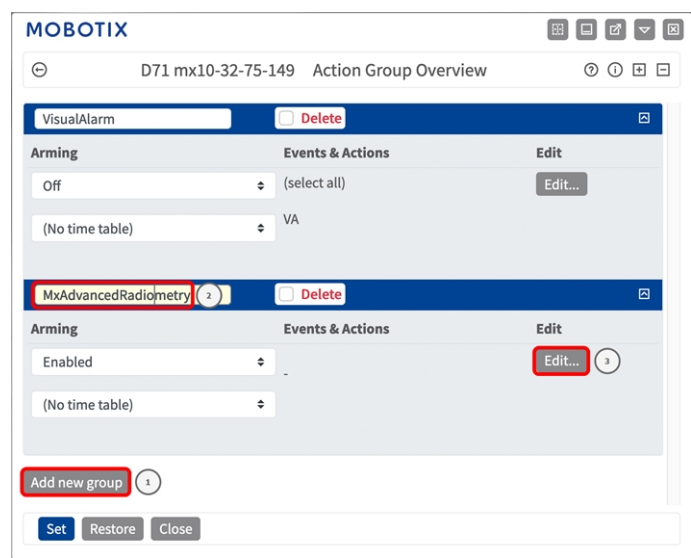 MOBOTIX
D71 mx10-32-75-149 Action Group Overview
VisualAlarm Delete
Arming Events & Actions Edit
Off (select all) Edit...
(No time table) VA
MxAdvancedRadiometry 2 Delete
Arming Events & Actions Edit
Enabled - Edit... 3
(No time table)
Add new group 1
Set Restore Close